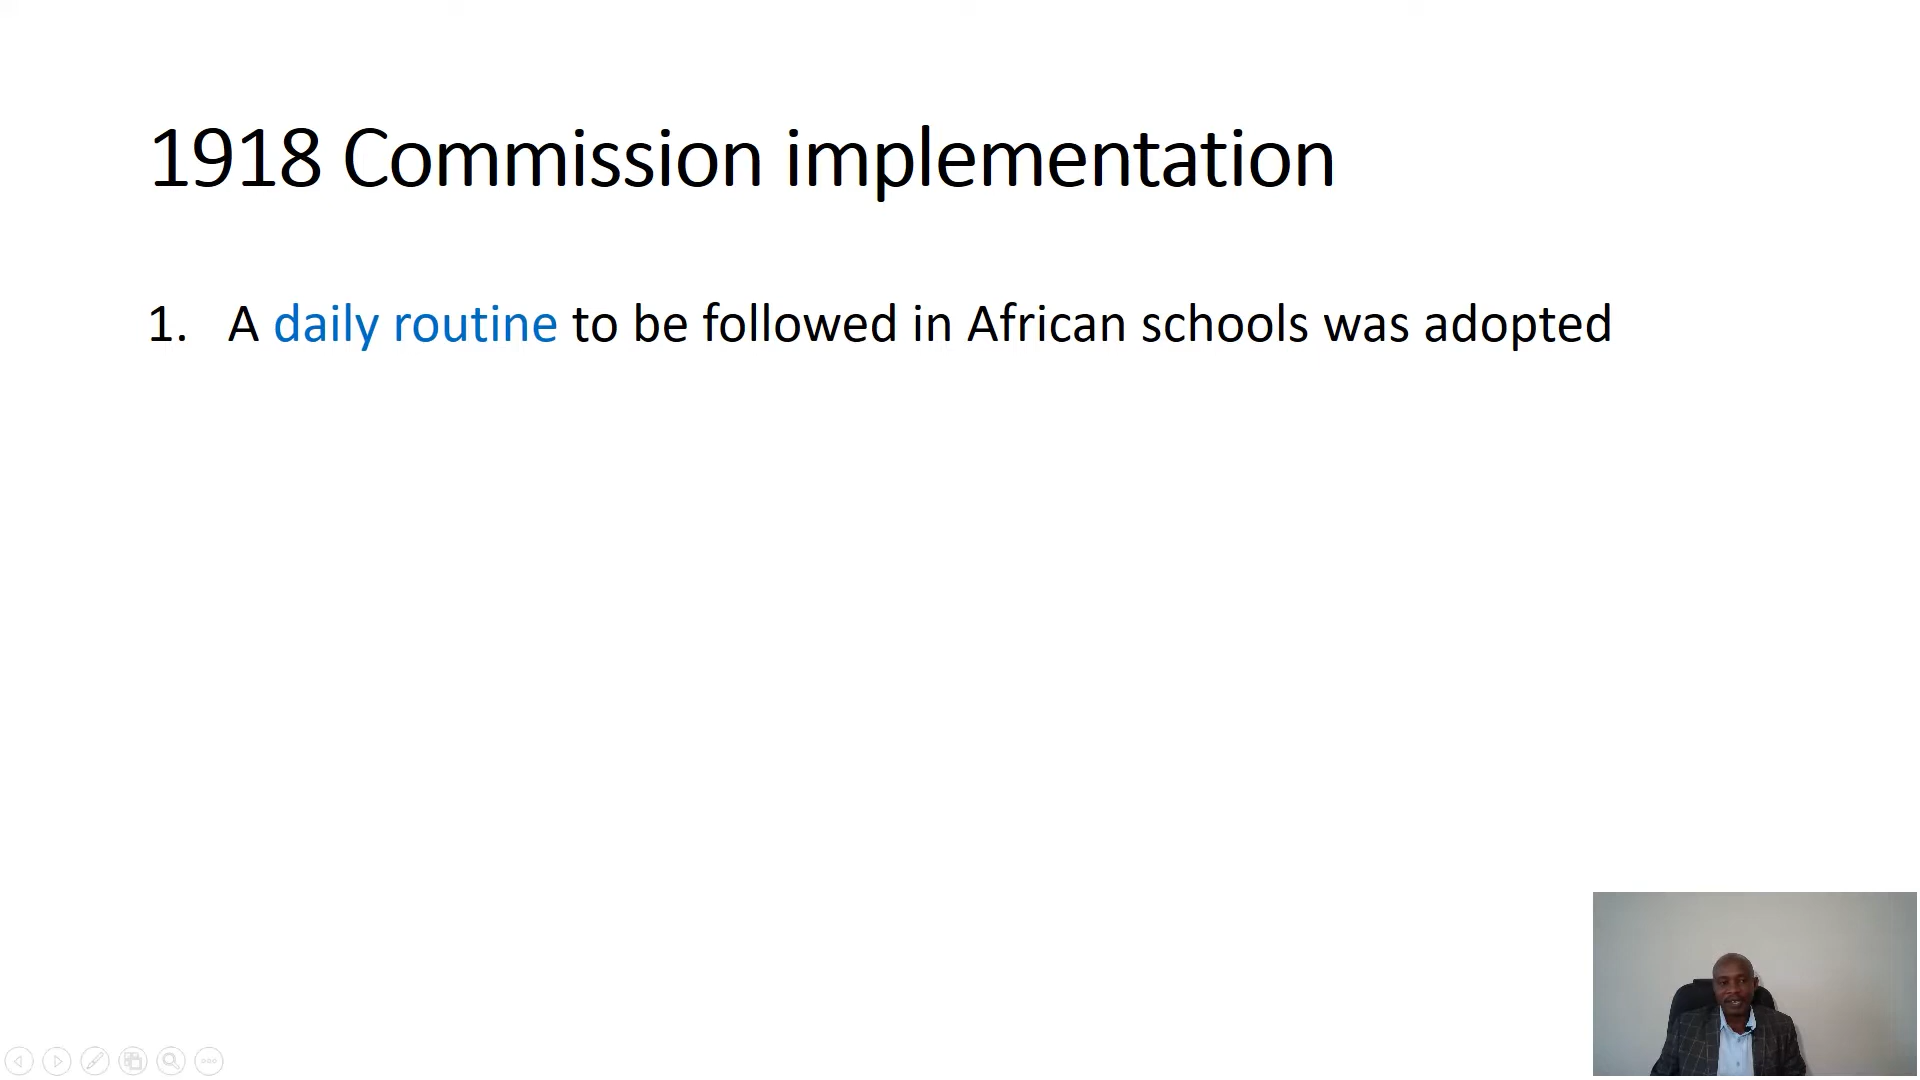 1918 Commission implementation
1. A daily routine to be followed in African schools was adopted